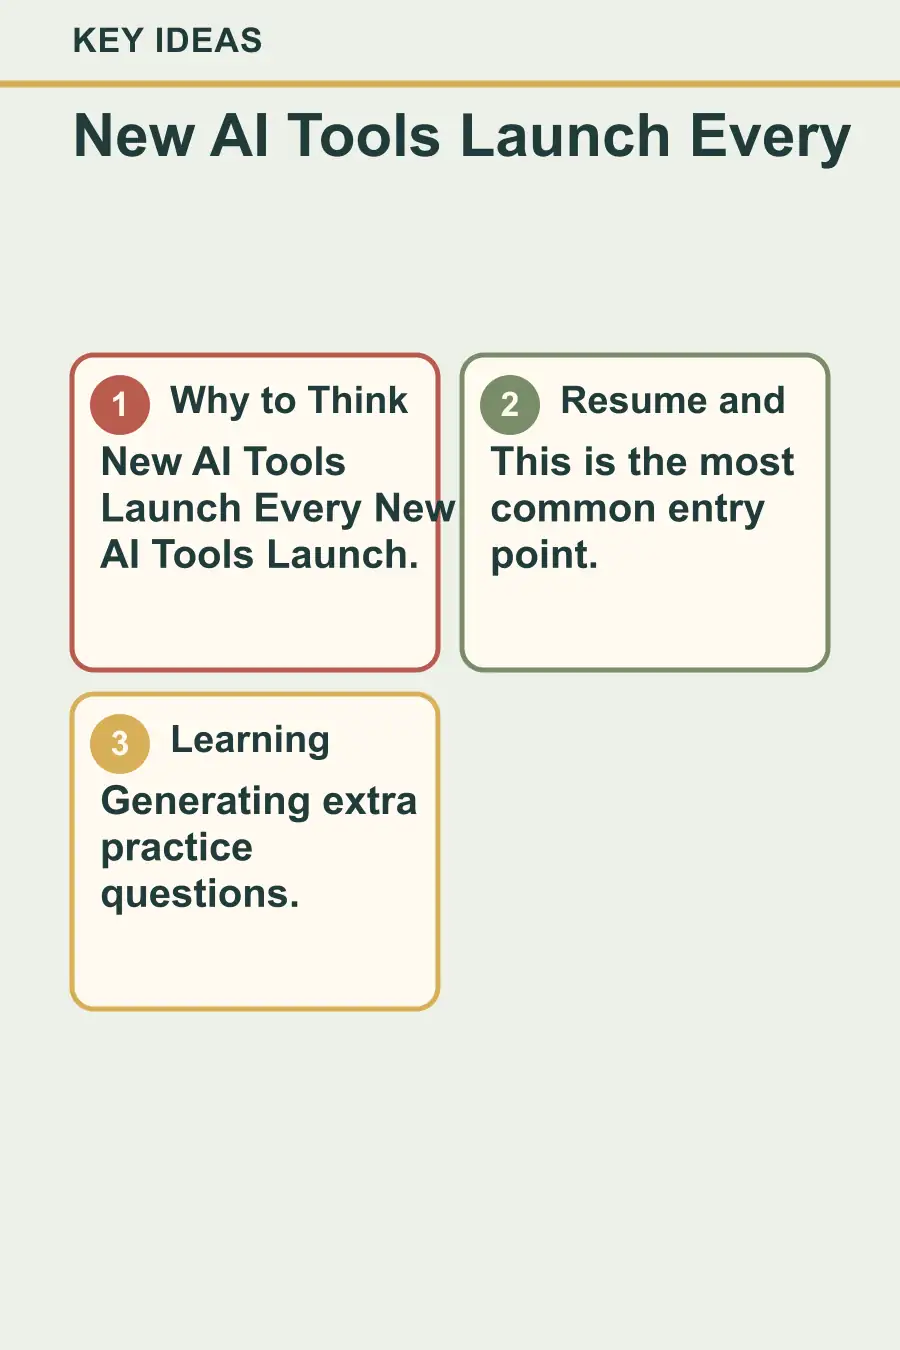 KEY IDEAS
New AI Tools Launch Every
1
Why to Think
New AI Tools
Launch Every New
AI Tools Launch.
2
Resume and
This is the most
common entry
point.
3
Learning
Generating extra
practice
questions.